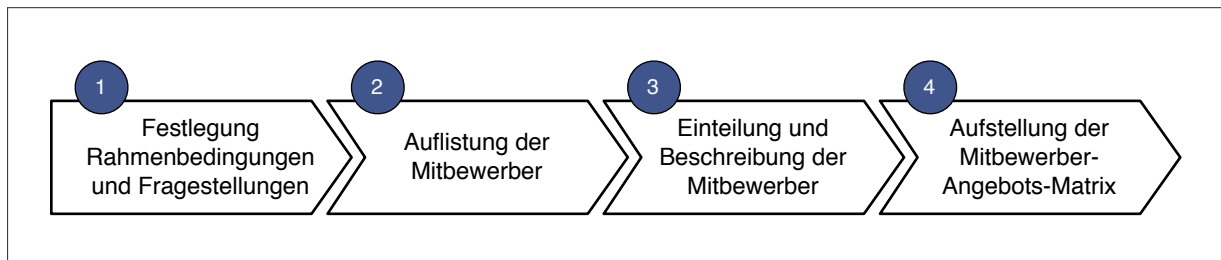 1
Festlegung
Rahmenbedingungen
und Fragestellungen
2
Auflistung der
Mitbewerber
3
Einteilung und
Beschreibung der
Mitbewerber
4
Aufstellung der
Mitbewerber-
Angebots-Matrix